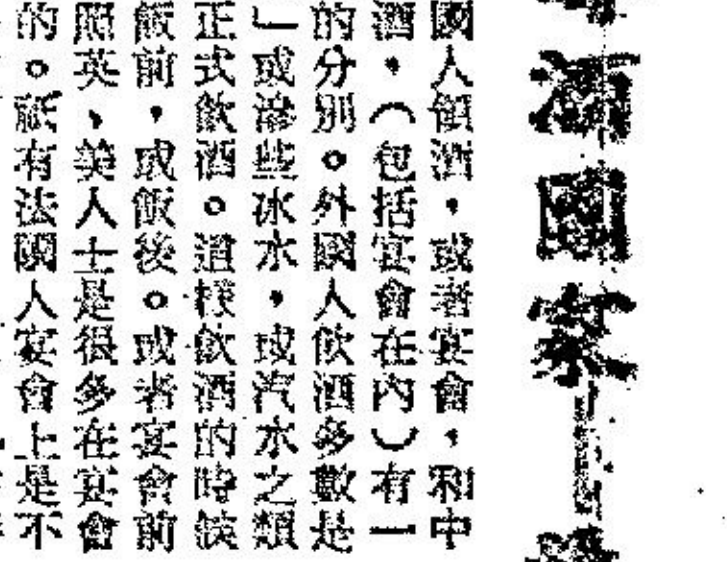 酒國家
國人領酒，或者宴會，和中
酒，（包括宴會在內）有一
的分別。外國人飲酒多數是
」或滲些冰水，或汽水之類
正式飲酒。這樣飲酒的時候
飯前，或飯後。或者宴會前
照英、美人士是很多在宴會
的。祇有法國人宴會上是不